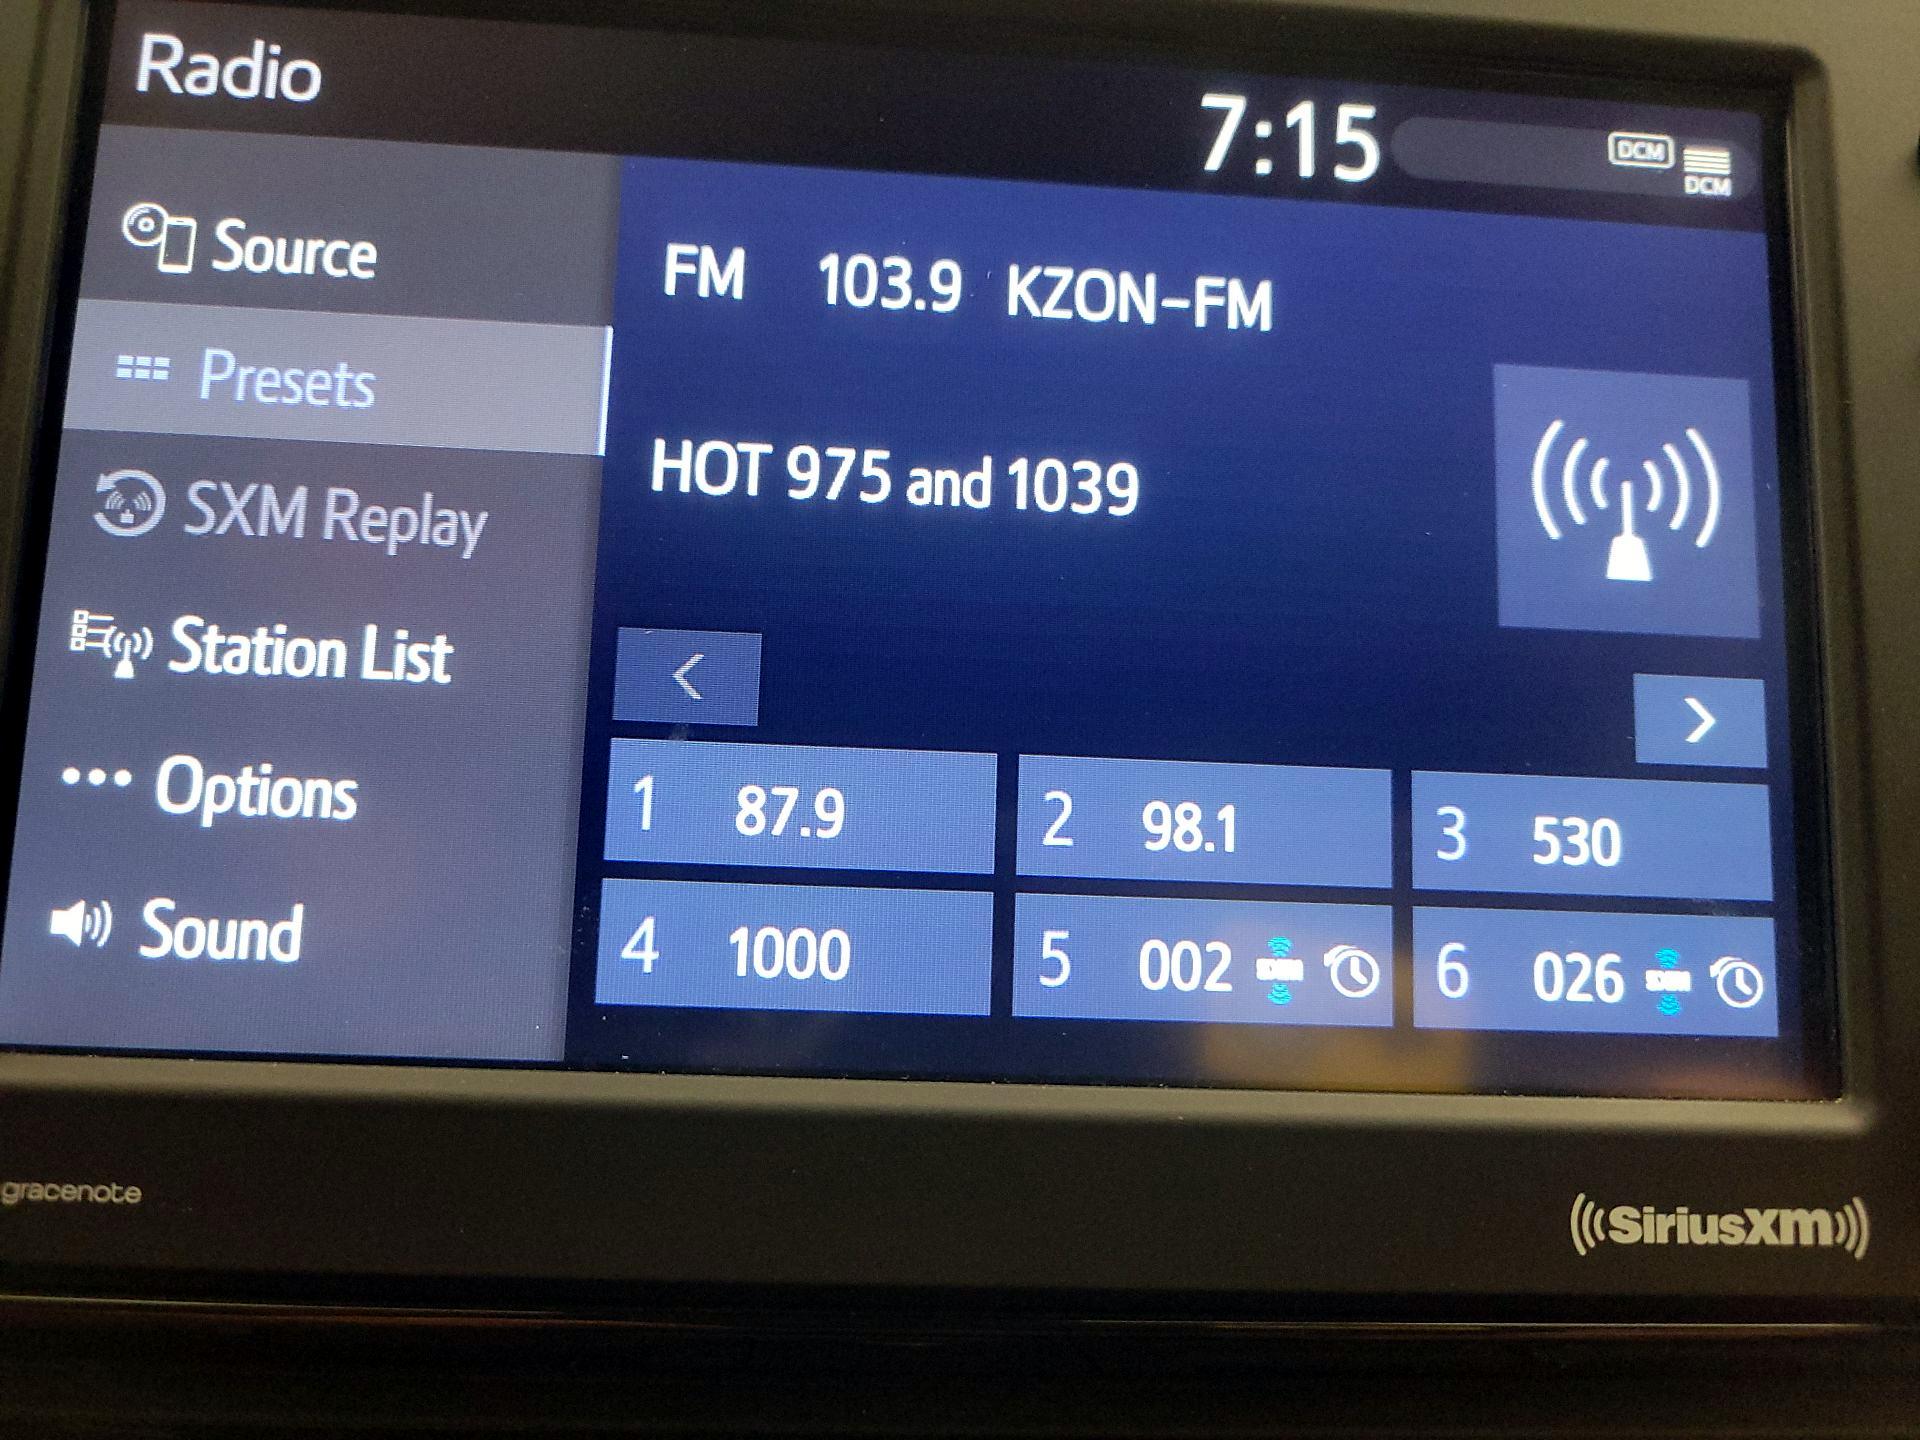 Radio
7:15
DCM
DCM
Source
Presets
SXM Replay
Station List
Options
Sound
FM 103.9 KZON-FM
HOT 975 and 1039
<
>
1 87.9
2 98.1
3 530
4 1000
5 002 SXM
6 026 SXM
gracenote
((SiriusXM))